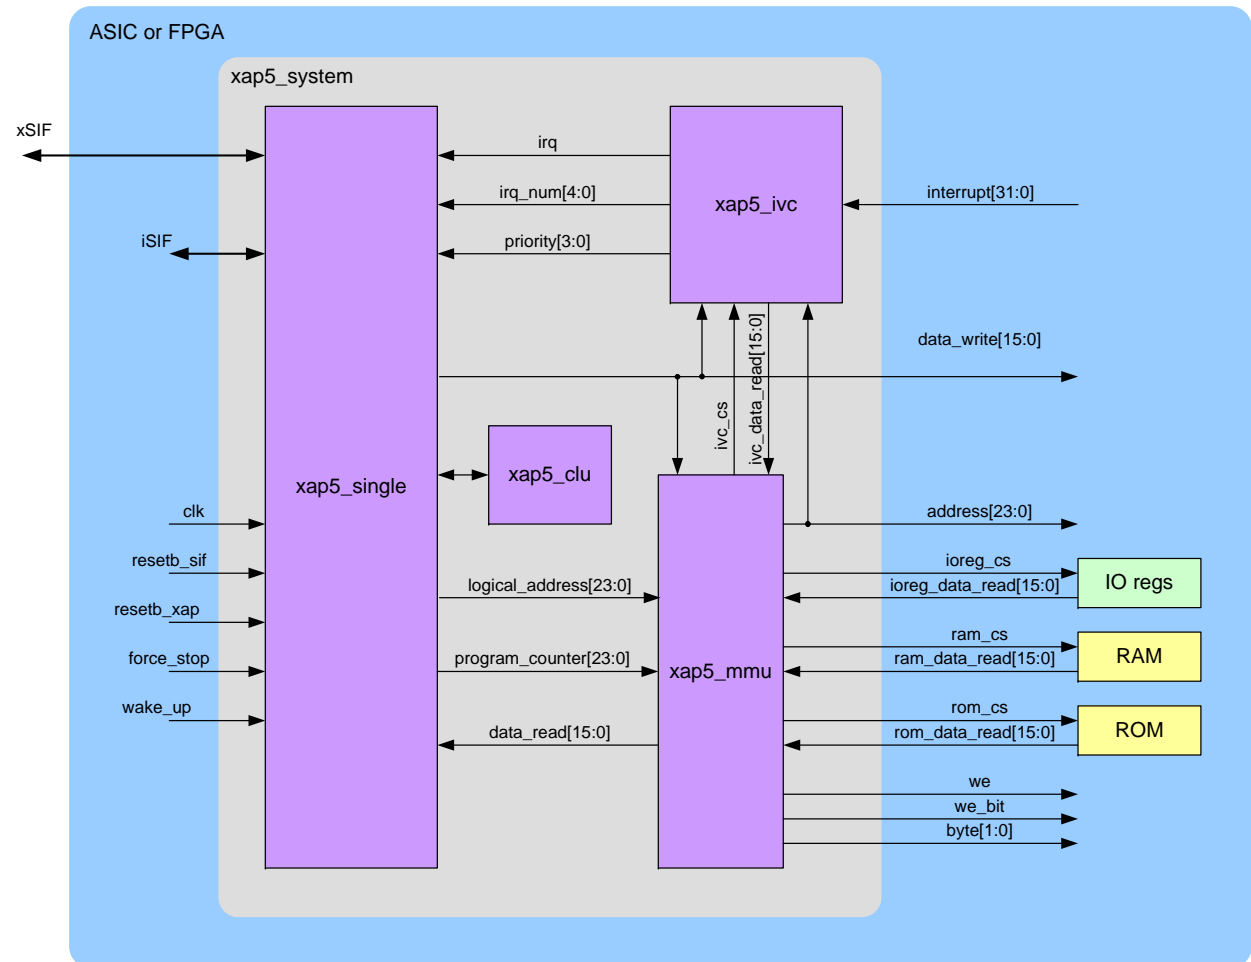 ASIC or FPGA
xap5_system
xSIF
irq
irq_num[4:0]
xap5_ivc
interrupt[31:0]
iSIF
priority[3:0]
data_write[15:0]
ivc_cs
ivc_data_read[15:0]
xap5_single
xap5_clu
clk
address[23:0]
resetb_sif
ioreg_cs
logical_address[23:0]
ioreg_data_read[15:0]
IO regs
resetb_xap
ram_cs
force_stop
program_counter[23:0]
xap5_mmu
ram_data_read[15:0]
RAM
wake_up
rom_cs
data_read[15:0]
rom_data_read[15:0]
ROM
we
we_bit
byte[1:0]